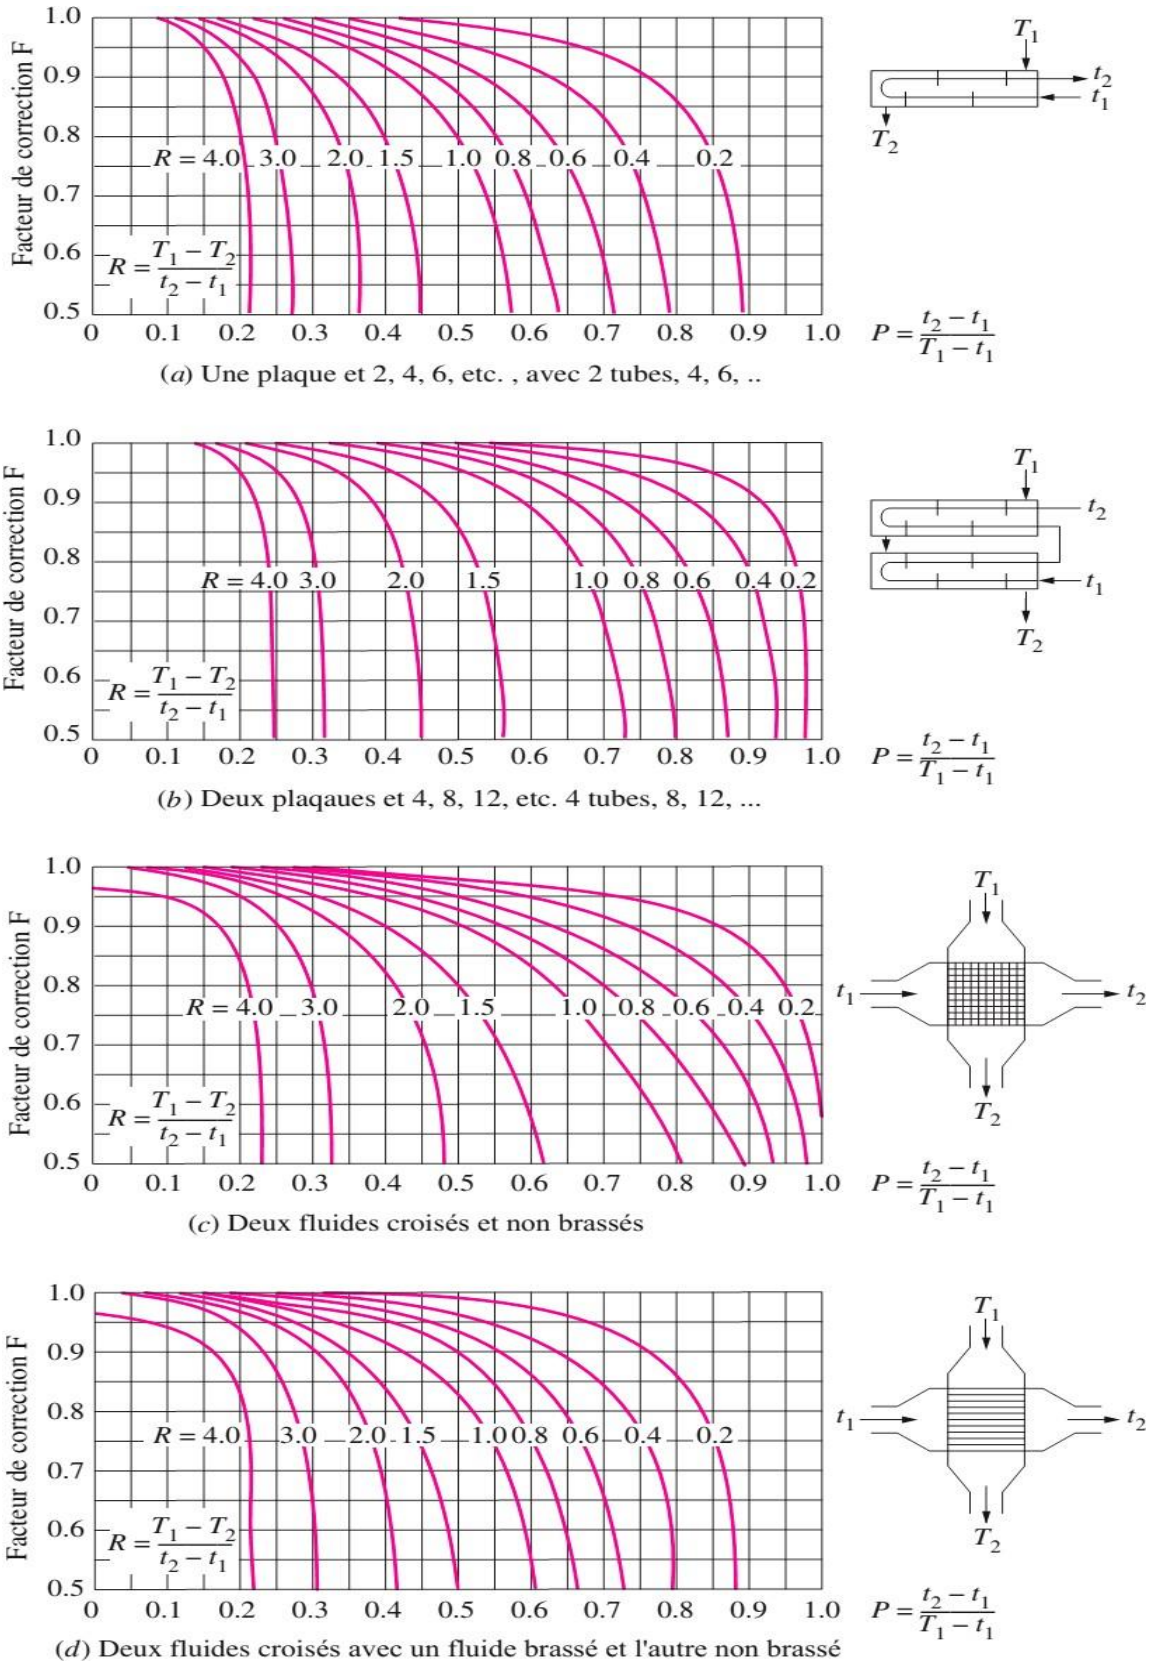 Facteur de correction F
1.0
0.9
0.8
0.7
0.6
0.5
R = 4.0 3.0 2.0 1.5 1.0 0.8 0.6 0.4 0.2
R = T₁ − T₂ / t₂ − t₁
0 0.1 0.2 0.3 0.4 0.5 0.6 0.7 0.8 0.9 1.0
T₁
t₂
t₁
T₂
P = t₂ − t₁ / T₁ − t₁
(a) Une plaque et 2, 4, 6, etc. , avec 2 tubes, 4, 6, ..
Facteur de correction F
1.0
0.9
0.8
0.7
0.6
0.5
R = 4.0 3.0 2.0 1.5 1.0 0.8 0.6 0.4 0.2
R = T₁ − T₂ / t₂ − t₁
0 0.1 0.2 0.3 0.4 0.5 0.6 0.7 0.8 0.9 1.0
T₁
t₂
t₁
T₂
P = t₂ − t₁ / T₁ − t₁
(b) Deux plaqaues et 4, 8, 12, etc. 4 tubes, 8, 12, ...
Facteur de correction F
1.0
0.9
0.8
0.7
0.6
0.5
R = 4.0 3.0 2.0 1.5 1.0 0.8 0.6 0.4 0.2
R = T₁ − T₂ / t₂ − t₁
0 0.1 0.2 0.3 0.4 0.5 0.6 0.7 0.8 0.9 1.0
T₁
t₁ t₂
T₂
P = t₂ − t₁ / T₁ − t₁
(c) Deux fluides croisés et non brassés
Facteur de correction F
1.0
0.9
0.8
0.7
0.6
0.5
R = 4.0 3.0 2.0 1.5 1.0 0.8 0.6 0.4 0.2
R = T₁ − T₂ / t₂ − t₁
0 0.1 0.2 0.3 0.4 0.5 0.6 0.7 0.8 0.9 1.0
T₁
t₁ t₂
T₂
P = t₂ − t₁ / T₁ − t₁
(d) Deux fluides croisés avec un fluide brassé et l'autre non brassé